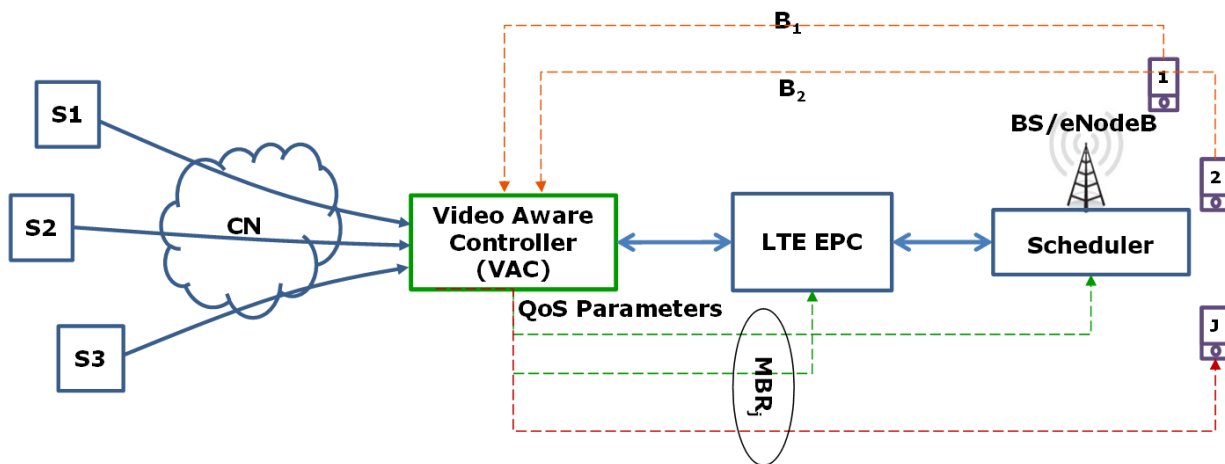 B₁
1
B₂
BS/eNodeB
S1
2
S2
CN
Video Aware
Controller
(VAC)
LTE EPC
Scheduler
QoS Parameters
J
S3
MBRⱼ